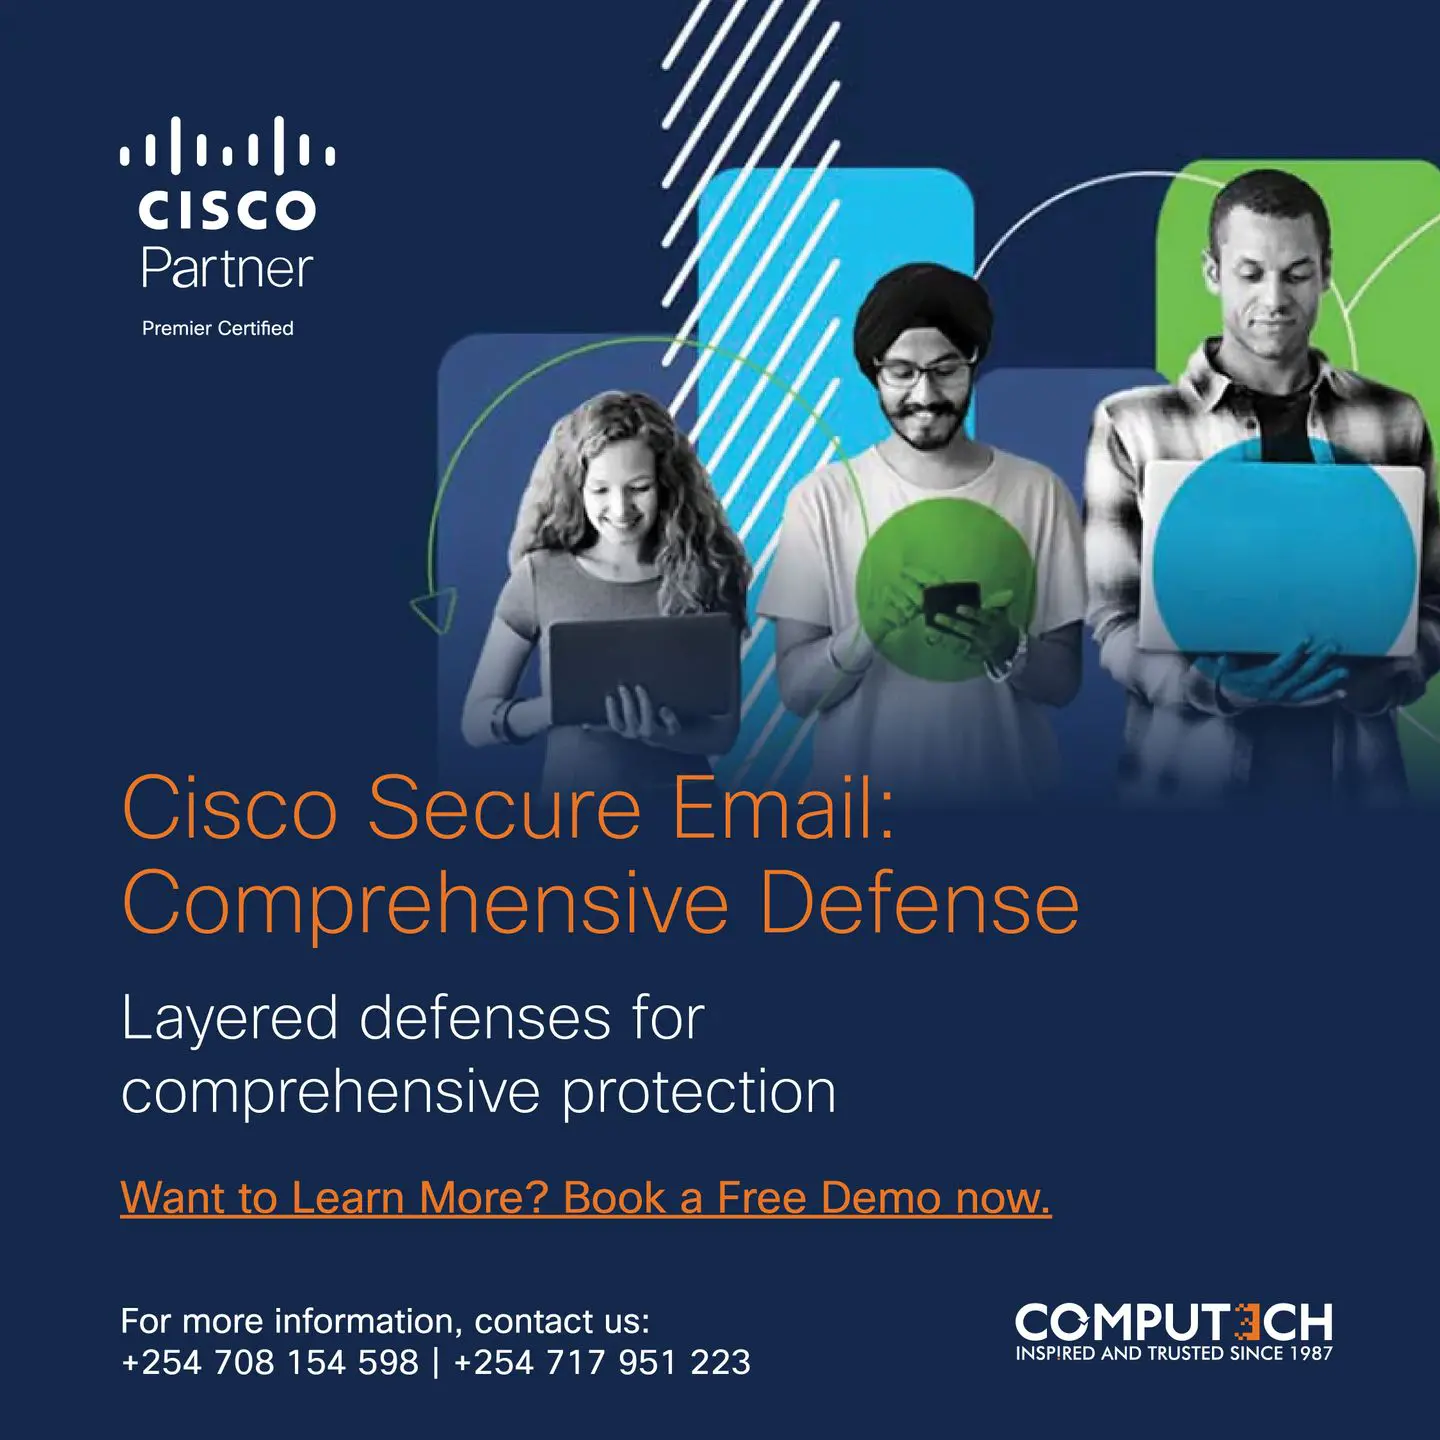 CISCO
Partner
Premier Certified
Cisco Secure Email:
Comprehensive Defense
Layered defenses for
comprehensive protection
Want to Learn More? Book a Free Demo now.
For more information, contact us:
+254 708 154 598 | +254 717 951 223
COMPUTECH
INSPIRED AND TRUSTED SINCE 1987